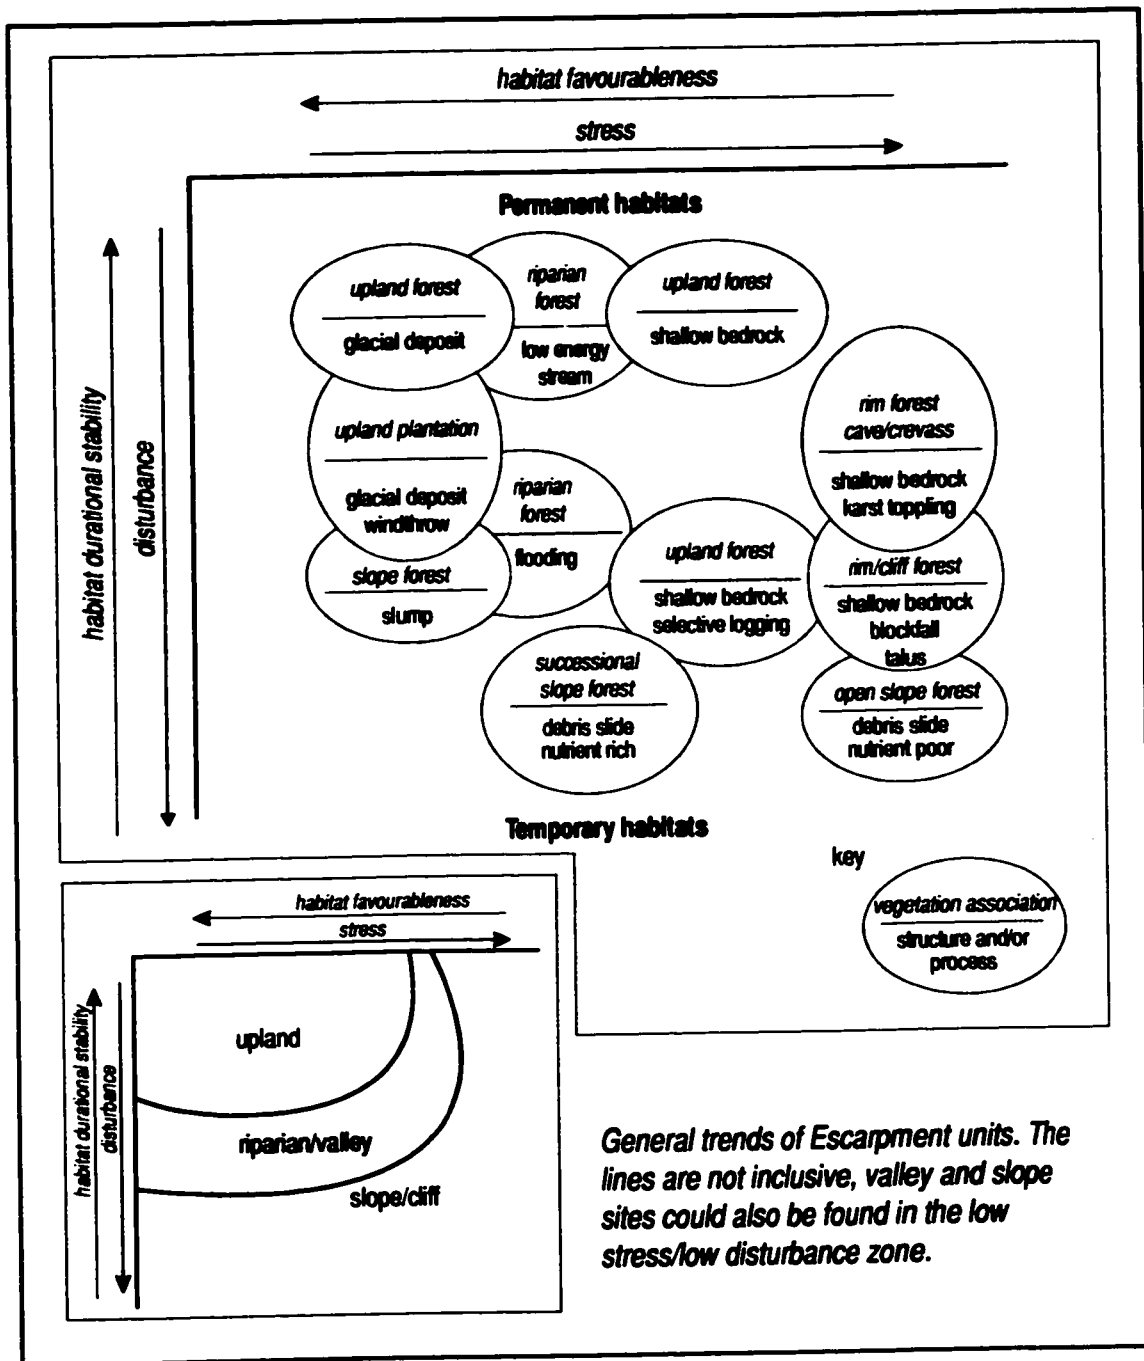 habitat favourableness
stress
Permanent habitats
habitat durational stability
disturbance
upland forest
glacial deposit
riparian
forest
low energy
stream
upland forest
shallow bedrock
rim forest
cave/crevass
shallow bedrock
karst toppling
upland plantation
glacial deposit
windthrow
riparian
forest
flooding
slope forest
slump
upland forest
shallow bedrock
selective logging
rim/cliff forest
shallow bedrock
blockfall
talus
successional
slope forest
debris slide
nutrient rich
open slope forest
debris slide
nutrient poor
Temporary habitats
key
vegetation association
structure and/or
process
habitat favourableness
stress
habitat durational stability
disturbance
upland
riparian/valley
slope/cliff
General trends of Escarpment units. The
lines are not inclusive, valley and slope
sites could also be found in the low
stress/low disturbance zone.